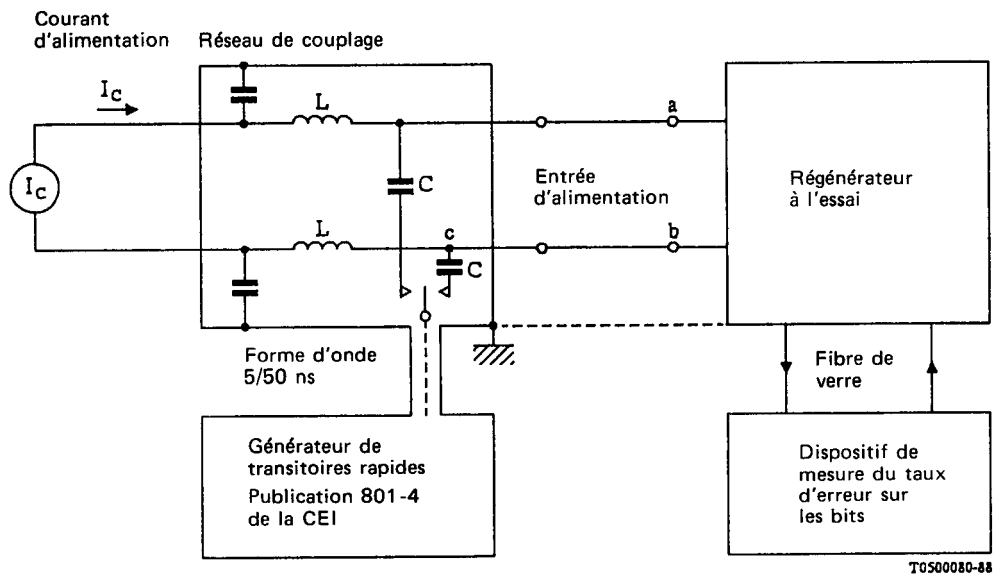 Courant
d'alimentation
Réseau de couplage
I_C
L
a
I_C
C
Entrée
d'alimentation
Régénérateur
à l'essai
L
c
b
C
Forme d'onde
5/50 ns
Fibre de
verre
Générateur de
transitoires rapides
Publication 801-4
de la CEI
Dispositif de
mesure du taux
d'erreur sur
les bits
T0500080-88